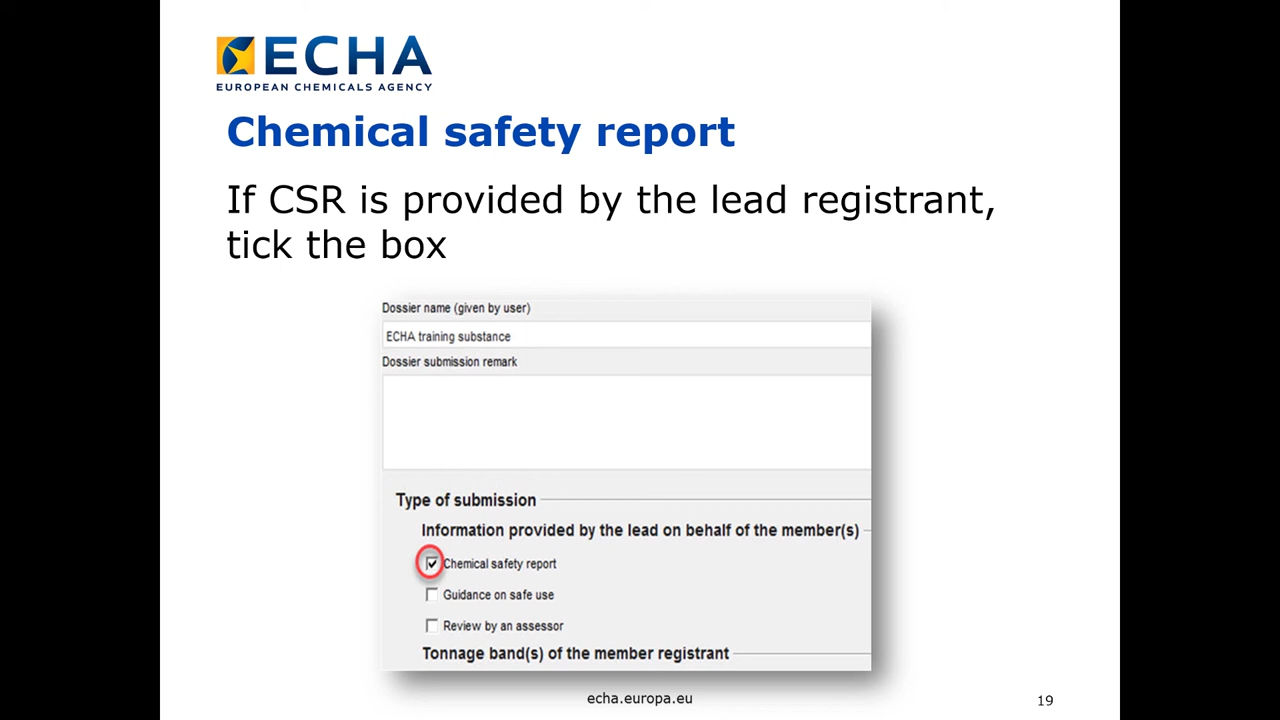 ECHA
EUROPEAN CHEMICALS AGENCY
Chemical safety report
If CSR is provided by the lead registrant,
tick the box
Dossier name (given by user)
ECHA training substance
Dossier submission remark
Type of submission
Information provided by the lead on behalf of the member(s)
Chemical safety report
Guidance on safe use
Review by an assessor
Tonnage band(s) of the member registrant
echa.europa.eu
19